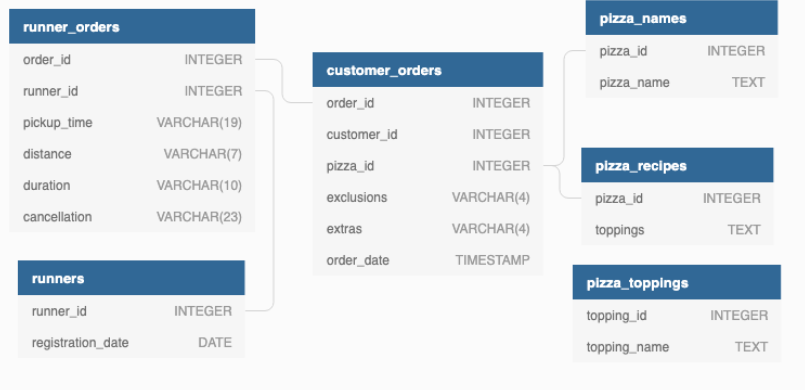 runner_orders
order_id INTEGER
runner_id INTEGER
pickup_time VARCHAR(19)
distance VARCHAR(7)
duration VARCHAR(10)
cancellation VARCHAR(23)
runners
runner_id INTEGER
registration_date DATE
customer_orders
order_id INTEGER
customer_id INTEGER
pizza_id INTEGER
exclusions VARCHAR(4)
extras VARCHAR(4)
order_date TIMESTAMP
pizza_names
pizza_id INTEGER
pizza_name TEXT
pizza_recipes
pizza_id INTEGER
toppings TEXT
pizza_toppings
topping_id INTEGER
topping_name TEXT